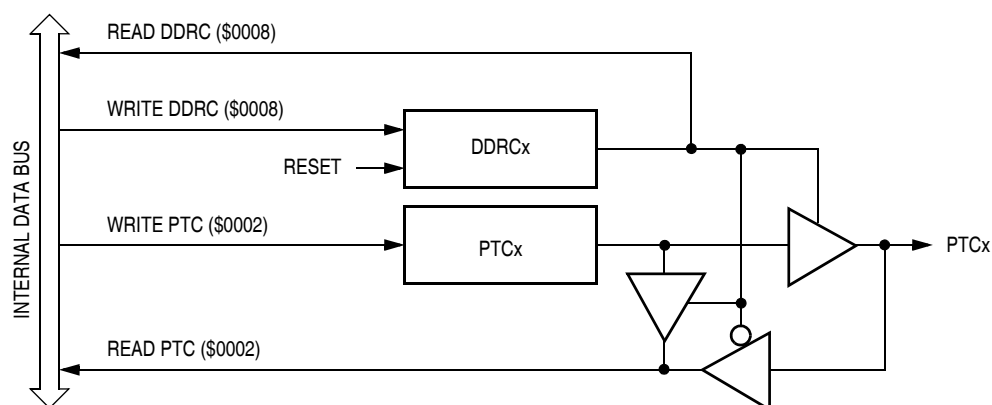 READ DDRC ($0008)
WRITE DDRC ($0008)
DDRCx
RESET
WRITE PTC ($0002)
PTCx
PTCx
READ PTC ($0002)
INTERNAL DATA BUS